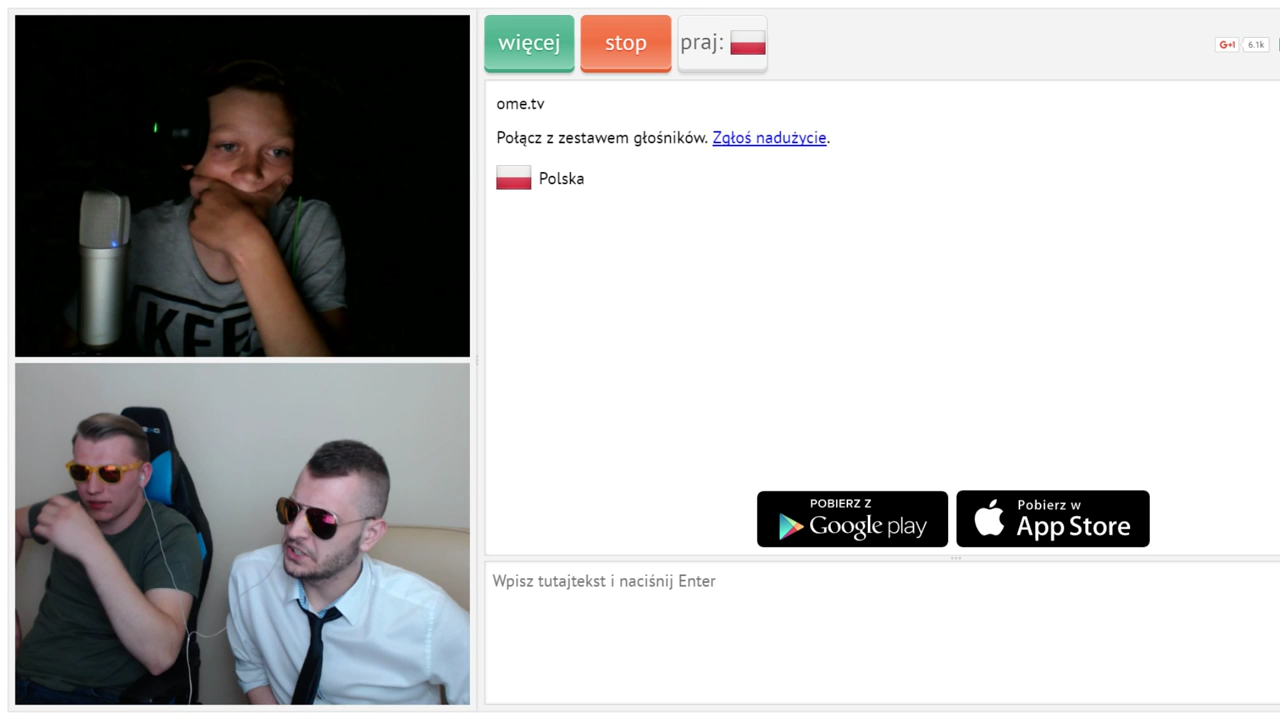 więcej
stop
praj:
G+1
6.1k
ome.tv
Połącz z zestawem głośników. Zgłoś nadużycie.
Polska
KEE
POBIERZ Z
Google play
Pobierz w
App Store
Wpisz tutajtekst i naciśnij Enter